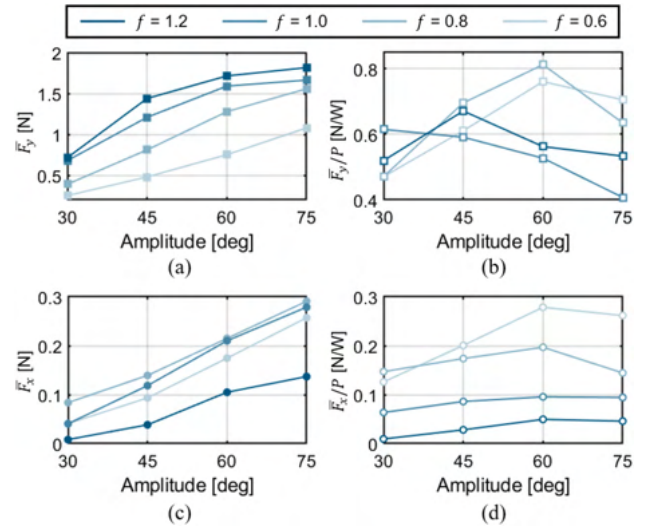 f = 1.2 f = 1.0 f = 0.8 f = 0.6
2
1.5
1
0.5
F̅y [N]
30 45 60 75
Amplitude [deg]
(a)
0.8
0.6
0.4
F̅y/P [N/W]
30 45 60 75
Amplitude [deg]
(b)
0.3
0.2
0.1
0
F̅x [N]
30 45 60 75
Amplitude [deg]
(c)
0.3
0.2
0.1
0
F̅x/P [N/W]
30 45 60 75
Amplitude [deg]
(d)